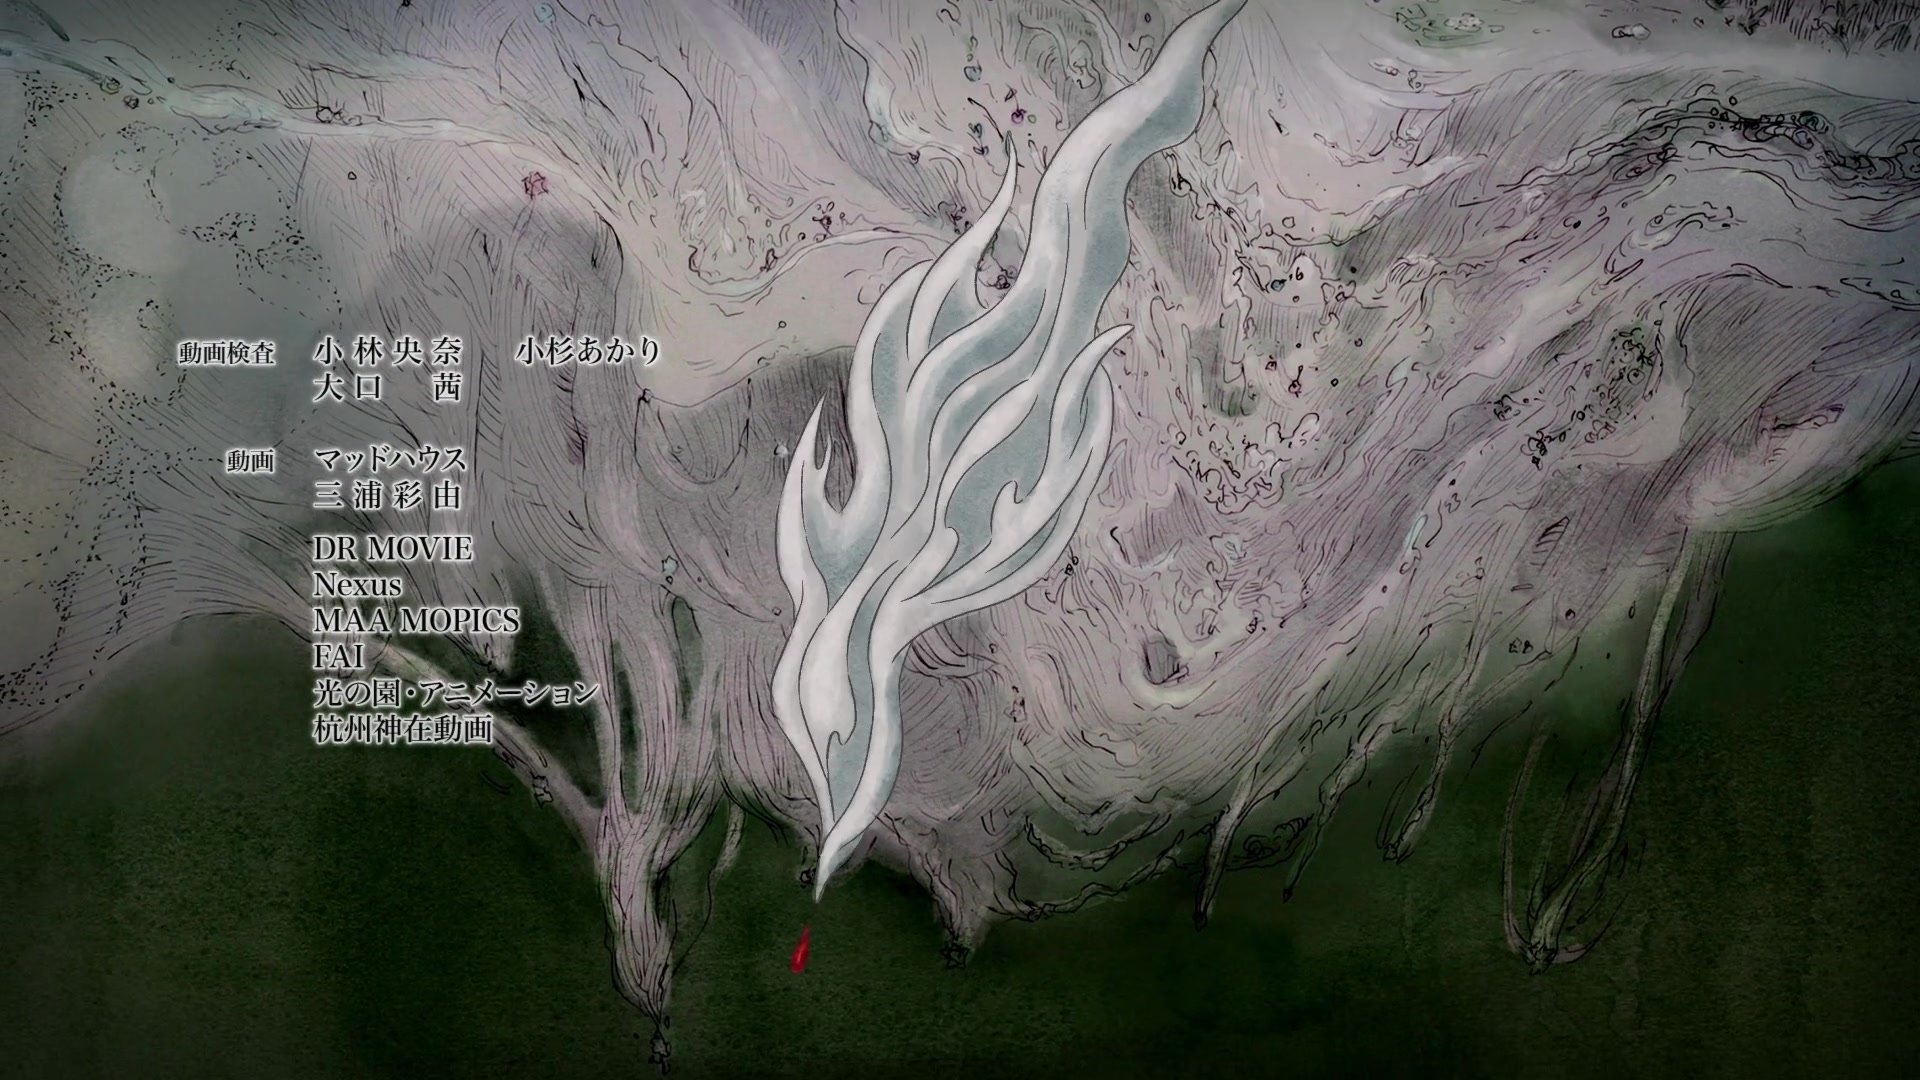 動画検査 小林央奈 小杉あかり
大口 茜
動画 マッドハウス
三浦彩由
DR MOVIE
Nexus
MAA MOPICS
FAI
光の園・アニメーション
杭州神在動画